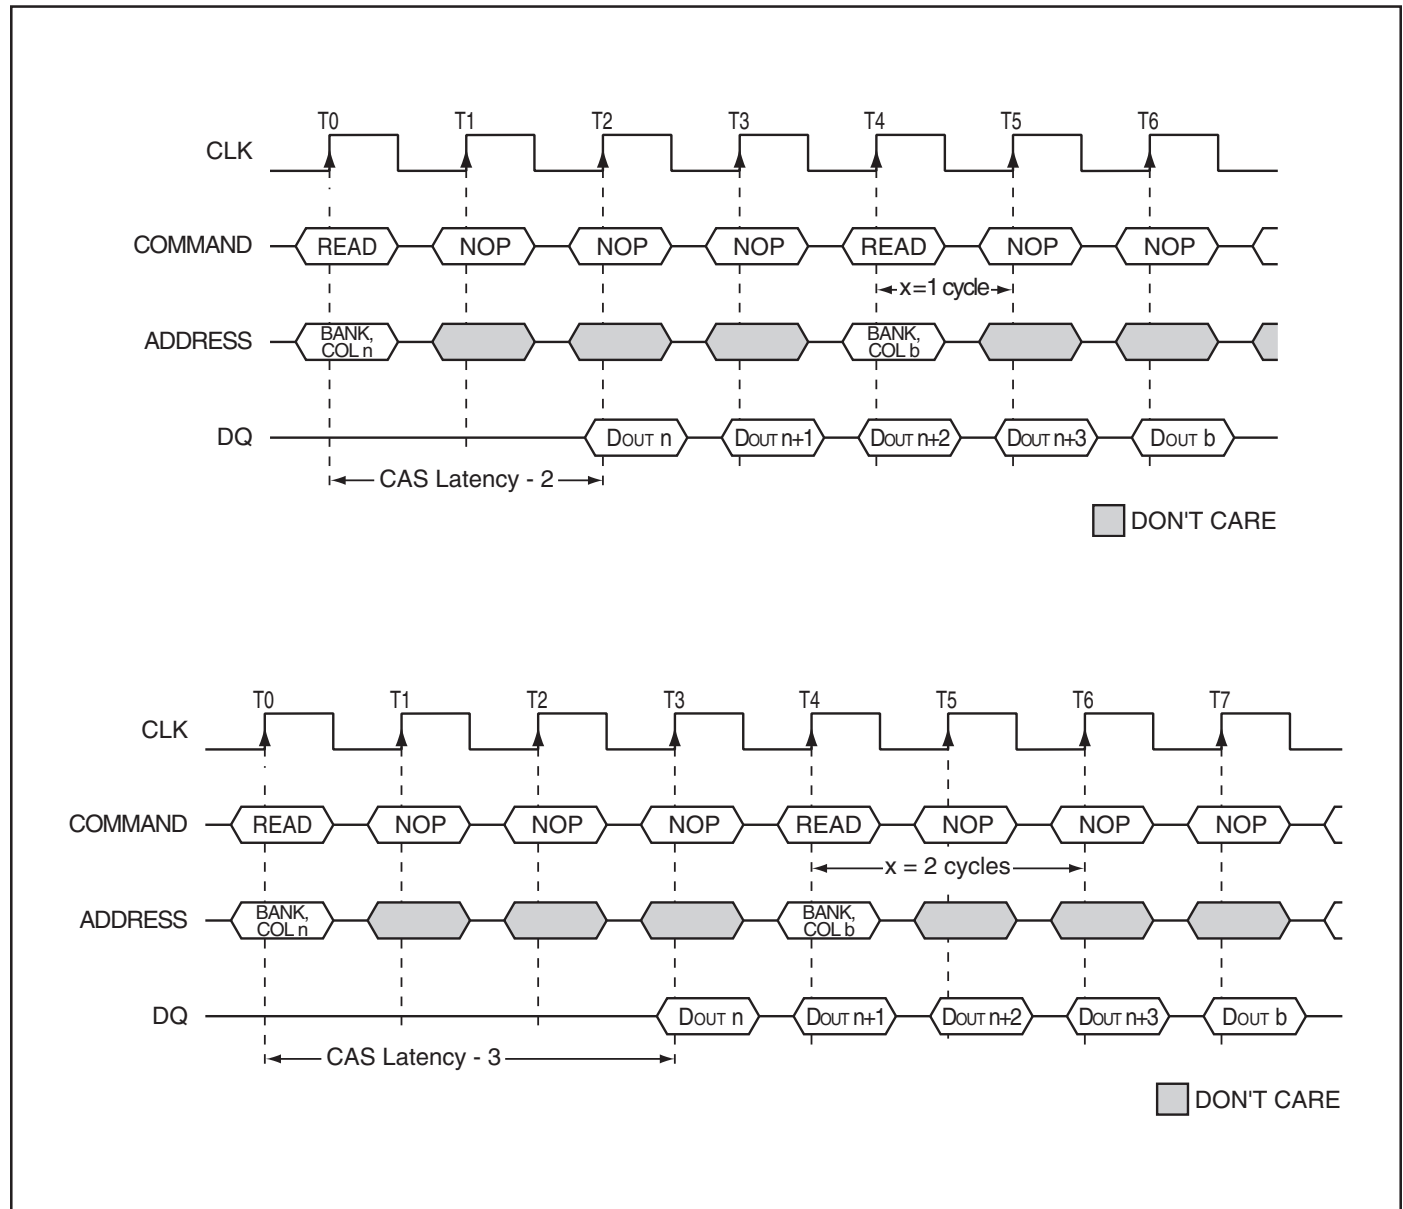 T0 T1 T2 T3 T4 T5 T6
CLK
COMMAND READ NOP NOP NOP READ NOP NOP
x=1 cycle
ADDRESS BANK, COL n BANK, COL b
DQ DOUT n DOUT n+1 DOUT n+2 DOUT n+3 DOUT b
CAS Latency - 2
DON'T CARE
T0 T1 T2 T3 T4 T5 T6 T7
CLK
COMMAND READ NOP NOP NOP READ NOP NOP NOP
x = 2 cycles
ADDRESS BANK, COL n BANK, COL b
DQ DOUT n DOUT n+1 DOUT n+2 DOUT n+3 DOUT b
CAS Latency - 3
DON'T CARE